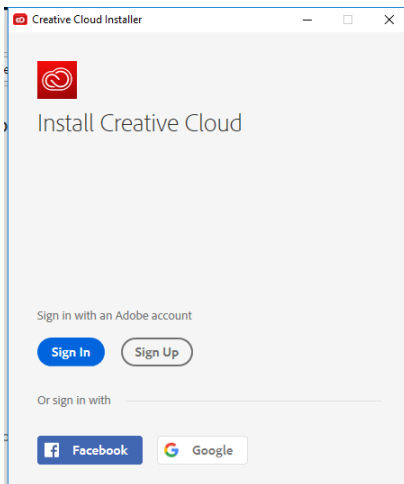 Creative Cloud Installer
Install Creative Cloud
Sign in with an Adobe account
Sign In Sign Up
Or sign in with
Facebook Google